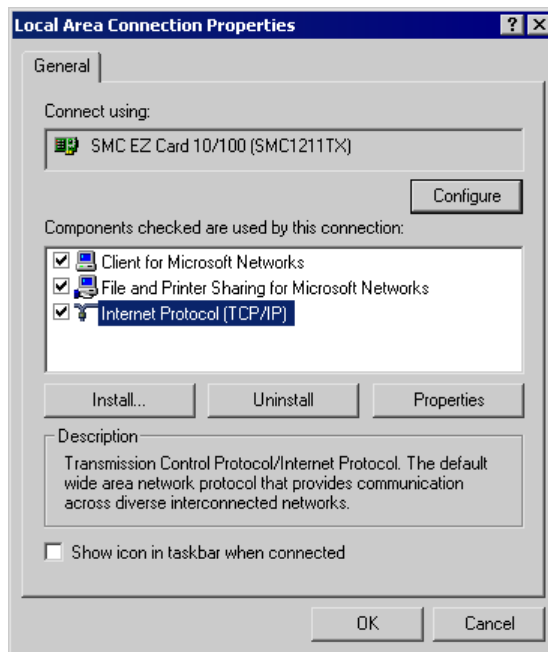 Local Area Connection Properties
General
Connect using:
SMC EZ Card 10/100 (SMC1211TX)
Configure
Components checked are used by this connection:
Client for Microsoft Networks
File and Printer Sharing for Microsoft Networks
Internet Protocol (TCP/IP)
Install...
Uninstall
Properties
Description
Transmission Control Protocol/Internet Protocol. The default
wide area network protocol that provides communication
across diverse interconnected networks.
Show icon in taskbar when connected
OK
Cancel